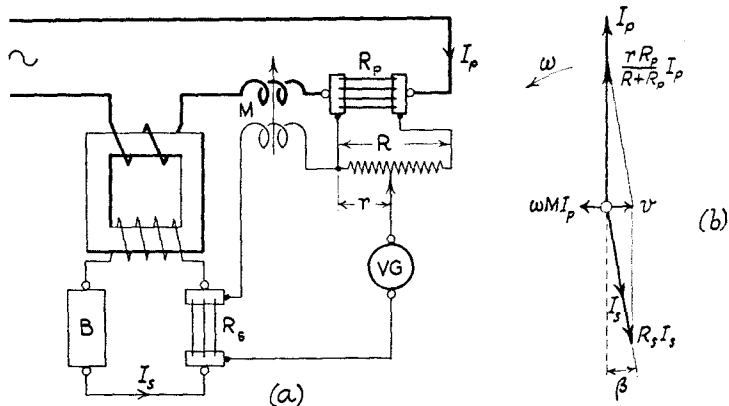 I_p
R_p
M
R
r
VG
B
R_s
I_s
(a)
I_p
rR_p/(R+R_p) I_p
ω
ωMI_p
v
(b)
I_s
R_sI_s
β